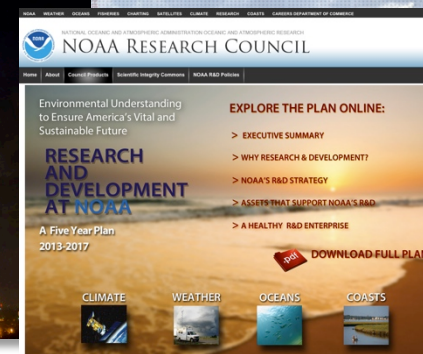 NOAA WEATHER OCEANS FISHERIES CHARTING SATELLITES CLIMATE RESEARCH COASTS CAREERS DEPARTMENT OF COMMERCE
NATIONAL OCEANIC AND ATMOSPHERIC ADMINISTRATION OCEANIC AND ATMOSPHERIC RESEARCH
NOAA RESEARCH COUNCIL
Home About Council Products Scientific Integrity Commons NOAA R&D Policies
Environmental Understanding
to Ensure America's Vital and
Sustainable Future
RESEARCH
AND
DEVELOPMENT
AT NOAA
A Five Year Plan
2013-2017
EXPLORE THE PLAN ONLINE:
> EXECUTIVE SUMMARY
> WHY RESEARCH & DEVELOPMENT?
> NOAA'S R&D STRATEGY
> ASSETS THAT SUPPORT NOAA'S R&D
> A HEALTHY R&D ENTERPRISE
.pdf DOWNLOAD FULL PLA
CLIMATE WEATHER OCEANS COASTS